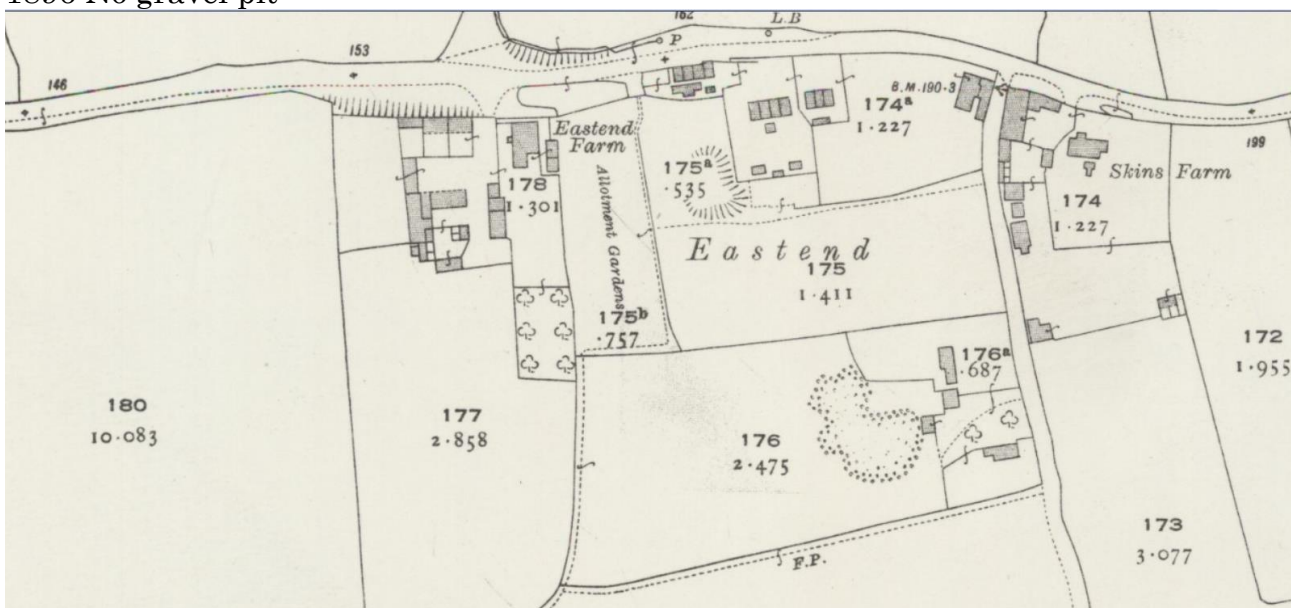 1896 No gravel pit
162
L.B
153
P
146
B.M. 190·3
174a
1·227
199
Eastend
Farm
175a
·535
Skins Farm
178
1·301
174
1·227
Allotment Gardens
Eastend
175
1·411
175b
·757
172
1·955
176a
·687
180
10·083
177
2·858
176
2·475
173
3·077
F.P.